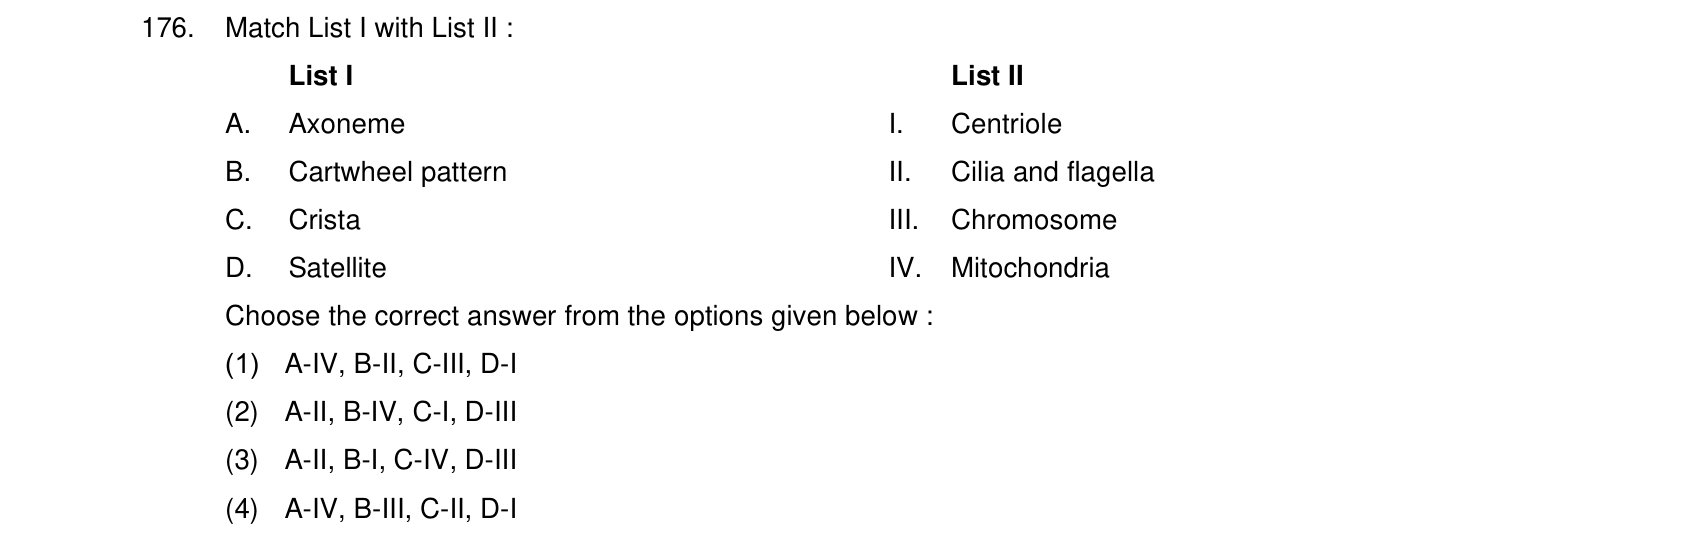 176. Match List I with List II :
List I List II
A. Axoneme I. Centriole
B. Cartwheel pattern II. Cilia and flagella
C. Crista III. Chromosome
D. Satellite IV. Mitochondria
Choose the correct answer from the options given below :
(1) A-IV, B-II, C-III, D-I
(2) A-II, B-IV, C-I, D-III
(3) A-II, B-I, C-IV, D-III
(4) A-IV, B-III, C-II, D-I